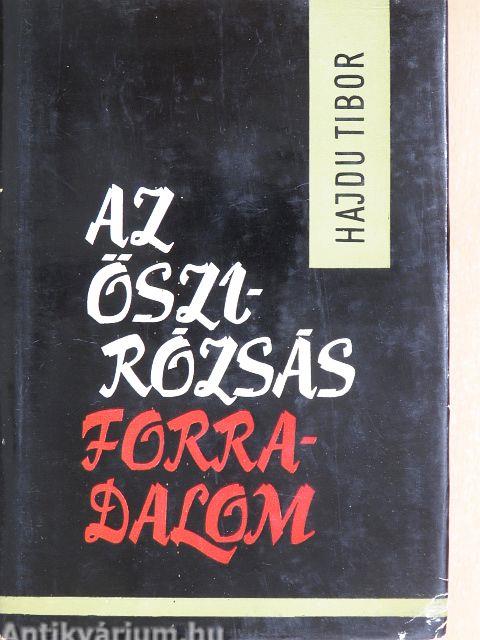 HAJDU TIBOR
AZ
ŐSZI-
RÓZSÁS
FORRA-
DALOM
Antikvárium.hu